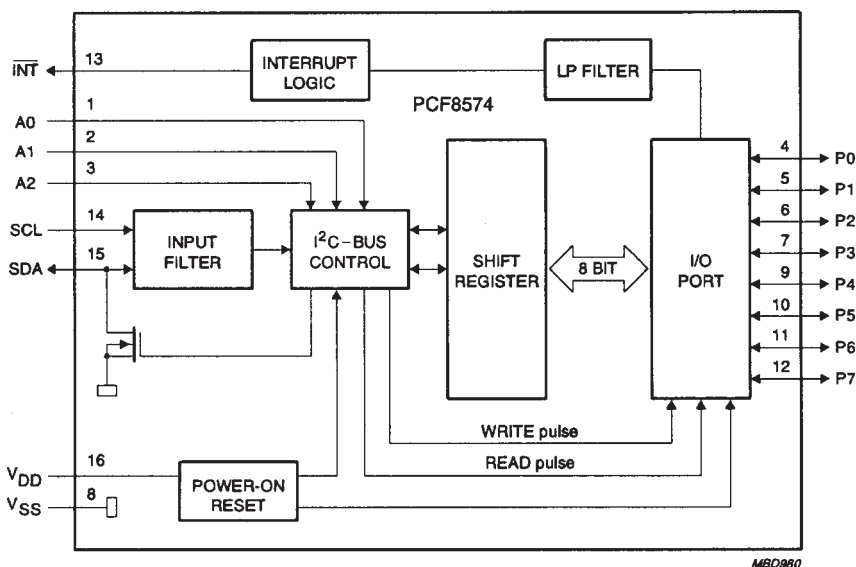 INT
13
INTERRUPT
LOGIC
LP FILTER
PCF8574
A0
1
A1
2
A2
3
SCL
14
SDA
15
INPUT
FILTER
I²C-BUS
CONTROL
SHIFT
REGISTER
8 BIT
I/O
PORT
4
P0
5
P1
6
P2
7
P3
9
P4
10
P5
11
P6
12
P7
WRITE pulse
READ pulse
VDD
16
VSS
8
POWER-ON
RESET
MBD980